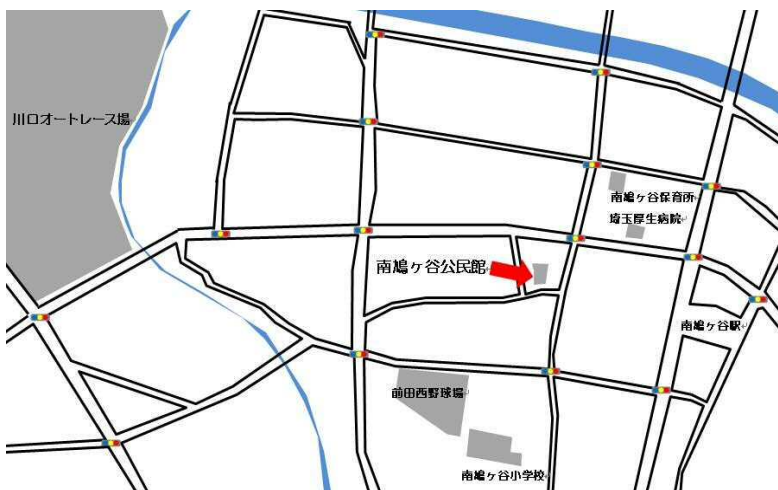 川口オートレース場
南鳩ヶ谷保育所
埼玉厚生病院
南鳩ヶ谷公民館
南鳩ヶ谷駅
前田西野球場
南鳩ヶ谷小学校